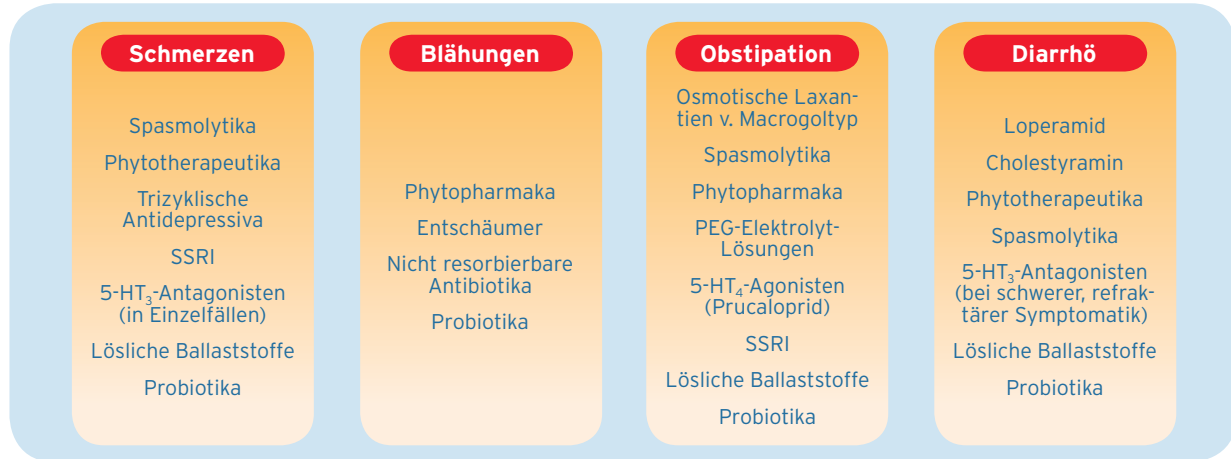 Schmerzen
Spasmolytika
Phytotherapeutika
Trizyklische
Antidepressiva
SSRI
5-HT₃-Antagonisten
(in Einzelfällen)
Lösliche Ballaststoffe
Probiotika
Blähungen
Phytopharmaka
Entschäumer
Nicht resorbierbare
Antibiotika
Probiotika
Obstipation
Osmotische Laxan-
tien v. Macrogoltyp
Spasmolytika
Phytopharmaka
PEG-Elektrolyt-
Lösungen
5-HT₄-Agonisten
(Prucaloprid)
SSRI
Lösliche Ballaststoffe
Probiotika
Diarrhö
Loperamid
Cholestyramin
Phytotherapeutika
Spasmolytika
5-HT₃-Antagonisten
(bei schwerer, refrak-
tärer Symptomatik)
Lösliche Ballaststoffe
Probiotika